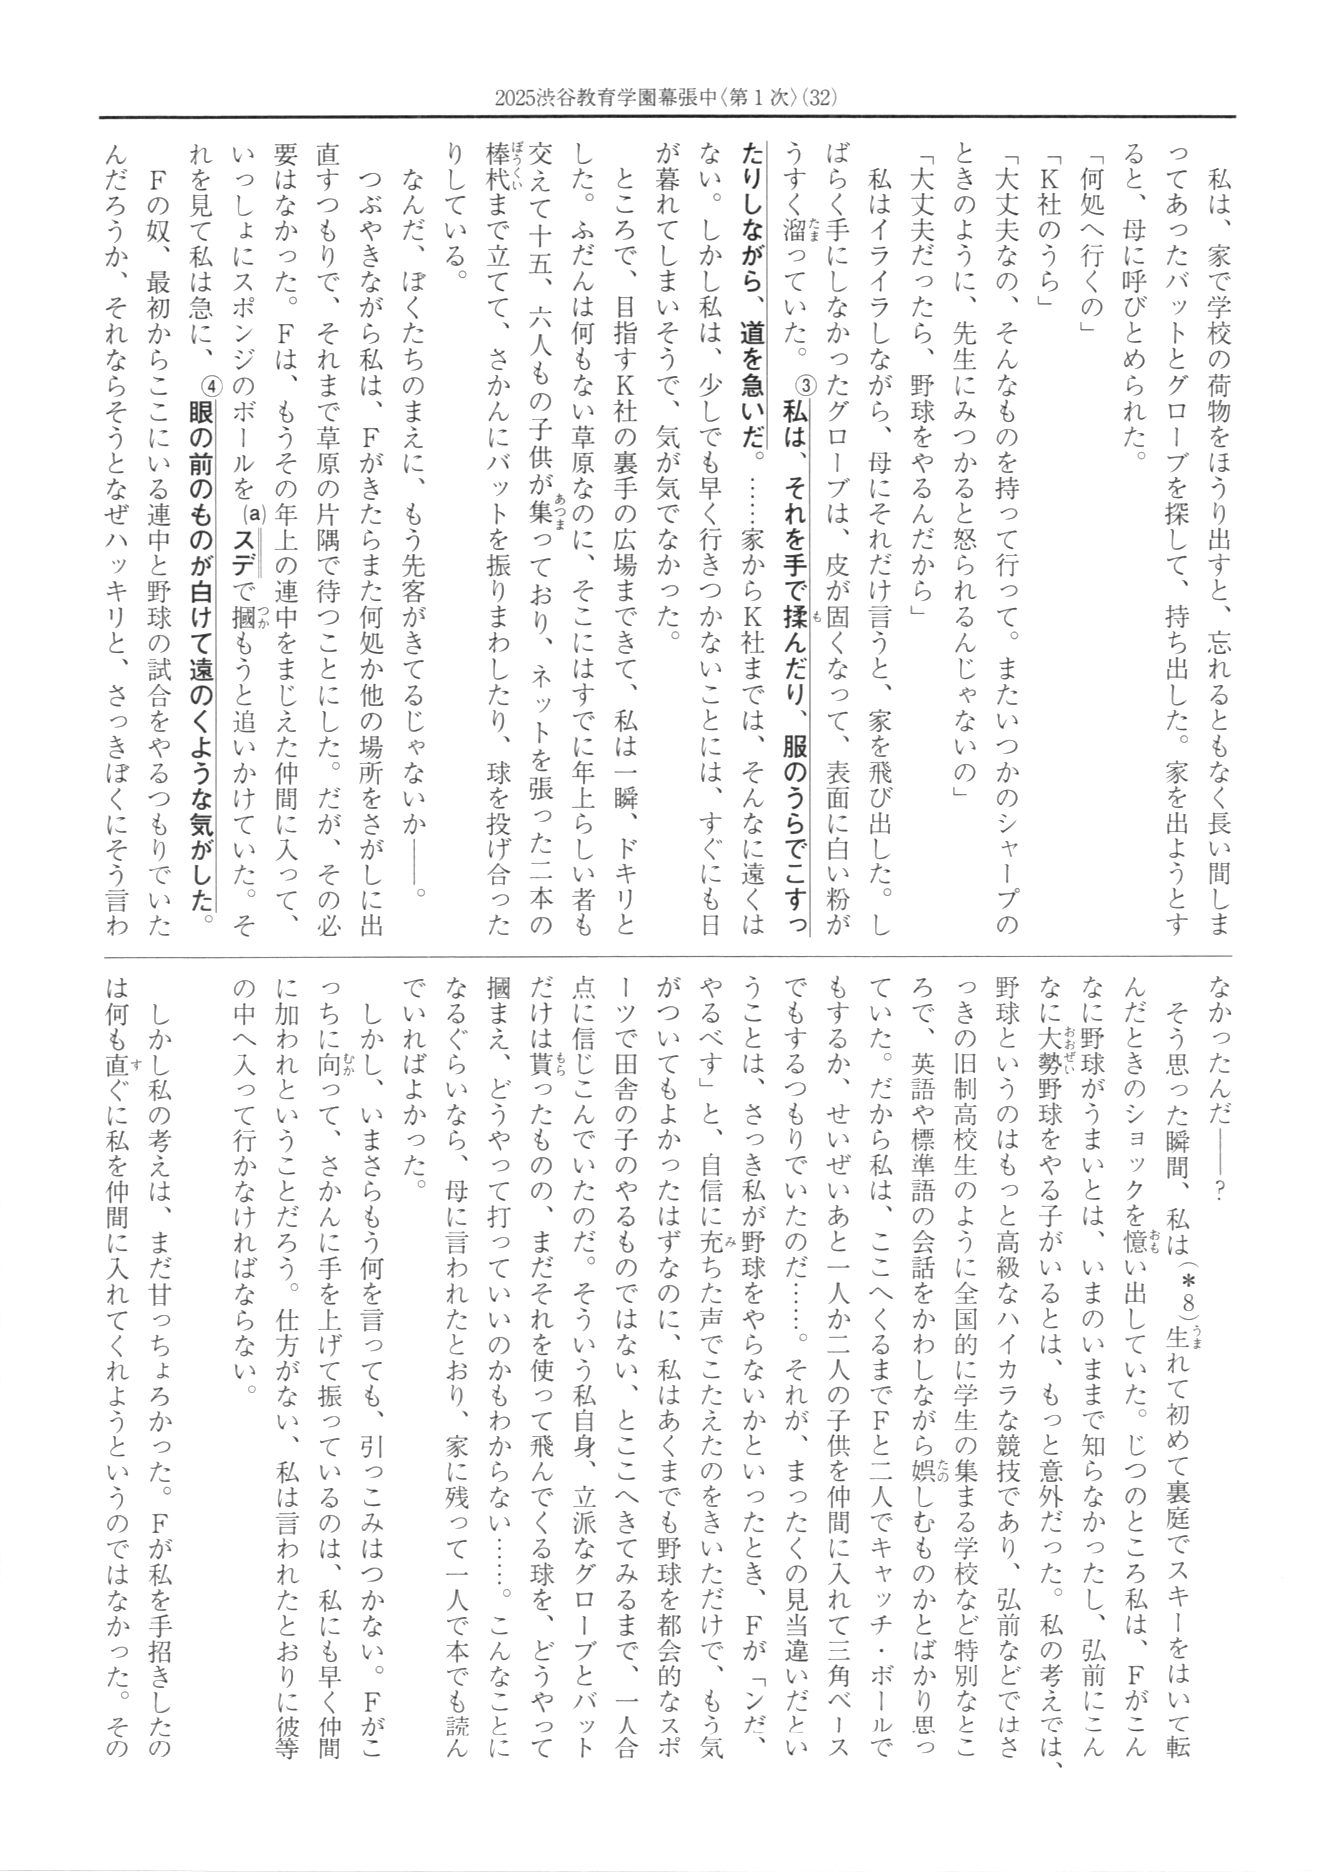 2025渋谷教育学園幕張中〈第1次〉(32)
　私は、家で学校の荷物をほうり出すと、忘れるともなく長い間しま
ってあったバットとグローブを探して、持ち出した。家を出ようとす
ると、母に呼びとめられた。
「何処へ行くの」
「K社のうら」
「大丈夫なの、そんなものを持って行って。またいつかのシャープの
ときのように、先生にみつかると怒られるんじゃないの」
「大丈夫だったら、野球をやるんだから」
　私はイライラしながら、母にそれだけ言うと、家を飛び出した。し
ばらく手にしなかったグローブは、皮が固くなって、表面に白い粉が
うすく溜っていた。③私は、それを手で揉んだり、服のうらでこすっ
たりしながら、道を急いだ。……家からK社までは、そんなに遠くは
ない。しかし私は、少しでも早く行きつかないことには、すぐにも日
が暮れてしまいそうで、気が気でなかった。
　ところで、目指すK社の裏手の広場まできて、私は一瞬、ドキリと
した。ふだんは何もない草原なのに、そこにはすでに年上らしい者も
交えて十五、六人もの子供が集っており、ネットを張った二本の
棒杙まで立てて、さかんにバットを振りまわしたり、球を投げ合った
りしている。
　なんだ、ぼくたちのまえに、もう先客がきてるじゃないか――。
　つぶやきながら私は、Fがきたらまた何処か他の場所をさがしに出
直すつもりで、それまで草原の片隅で待つことにした。だが、その必
要はなかった。Fは、もうその年上の連中をまじえた仲間に入って、
いっしょにスポンジのボールを(a)スデで摑もうと追いかけていた。そ
れを見て私は急に、④眼の前のものが白けて遠のくような気がした。
　Fの奴、最初からここにいる連中と野球の試合をやるつもりでいた
んだろうか、それならそうとなぜハッキリと、さっきぼくにそう言わ
なかったんだ――?
　そう思った瞬間、私は(*8)生れて初めて裏庭でスキーをはいて転
んだときのショックを憶い出していた。じつのところ私は、Fがこん
なに野球がうまいとは、いまのいままで知らなかったし、弘前にこん
なに大勢野球をやる子がいるとは、もっと意外だった。私の考えでは、
野球というのはもっと高級なハイカラな競技であり、弘前などではさ
っきの旧制高校生のように全国的に学生の集まる学校など特別なとこ
ろで、英語や標準語の会話をかわしながら娯しむものかとばかり思っ
ていた。だから私は、ここへくるまでFと二人でキャッチ・ボールで
もするか、せいぜいあと一人か二人の子供を仲間に入れて三角ベース
でもするつもりでいたのだ……。それが、まったくの見当違いだとい
うことは、さっき私が野球をやらないかといったとき、Fが「ンだ、
やるべす」と、自信に充ちた声でこたえたのをきいただけで、もう気
がついてもよかったはずなのに、私はあくまでも野球を都会的なスポ
ーツで田舎の子のやるものではない、とここへきてみるまで、一人合
点に信じこんでいたのだ。そういう私自身、立派なグローブとバット
だけは貰ったものの、まだそれを使って飛んでくる球を、どうやって
摑まえ、どうやって打っていいのかもわからない……。こんなことに
なるぐらいなら、母に言われたとおり、家に残って一人で本でも読ん
でいればよかった。
　しかし、いまさらもう何を言っても、引っこみはつかない。Fがこ
っちに向って、さかんに手を上げて振っているのは、私にも早く仲間
に加われということだろう。仕方がない、私は言われたとおりに彼等
の中へ入って行かなければならない。
　しかし私の考えは、まだ甘っちょろかった。Fが私を手招きしたの
は何も直ぐに私を仲間に入れてくれようというのではなかった。その